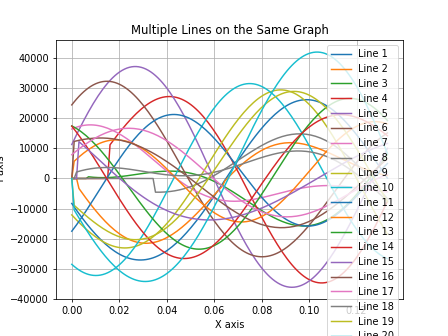 Multiple Lines on the Same Graph
40000
30000
20000
10000
0
−10000
−20000
−30000
−40000
0.00 0.02 0.04 0.06 0.08 0.10
X axis
Line 1
Line 2
Line 3
Line 4
Line 5
Line 6
Line 7
Line 8
Line 9
Line 10
Line 11
Line 12
Line 13
Line 14
Line 15
Line 16
Line 17
Line 18
Line 19
Line 20